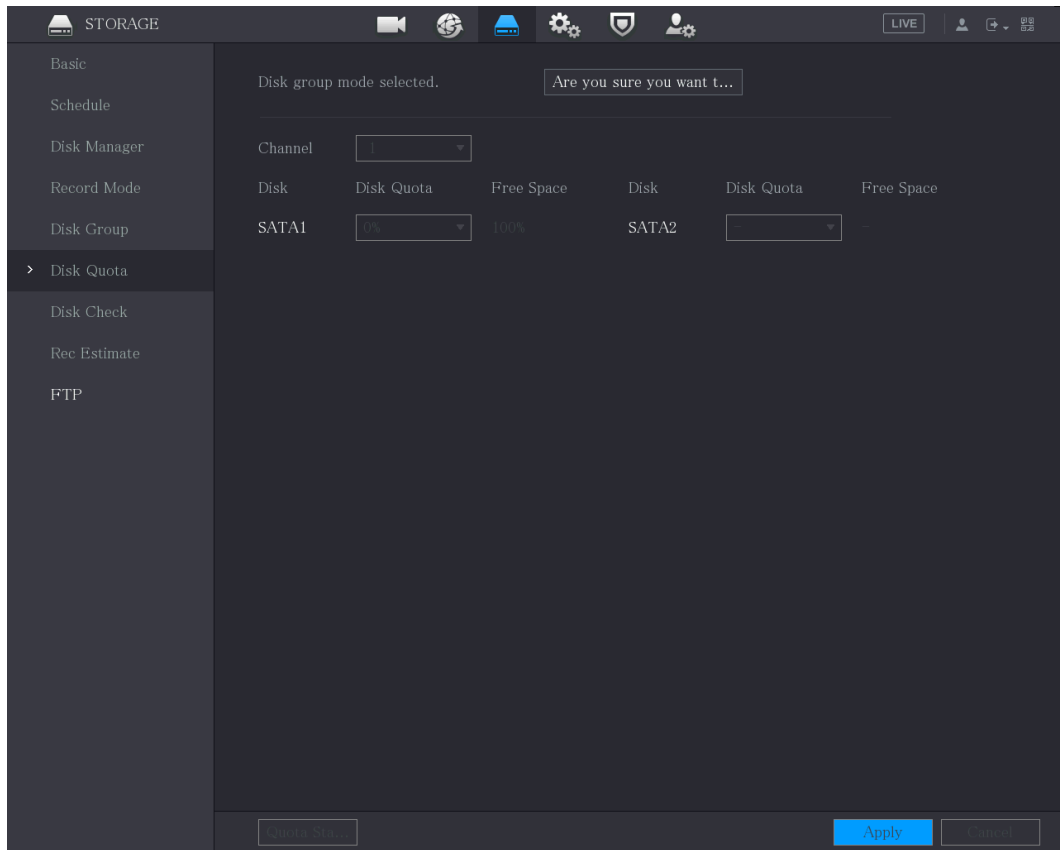 STORAGE LIVE
Basic
Disk group mode selected. Are you sure you want t...
Schedule
Disk Manager
Channel 1
Record Mode
Disk Disk Quota Free Space Disk Disk Quota Free Space
Disk Group
SATA1 0% 100% SATA2 - -
Disk Quota
Disk Check
Rec Estimate
FTP
Quota Sta... Apply Cancel